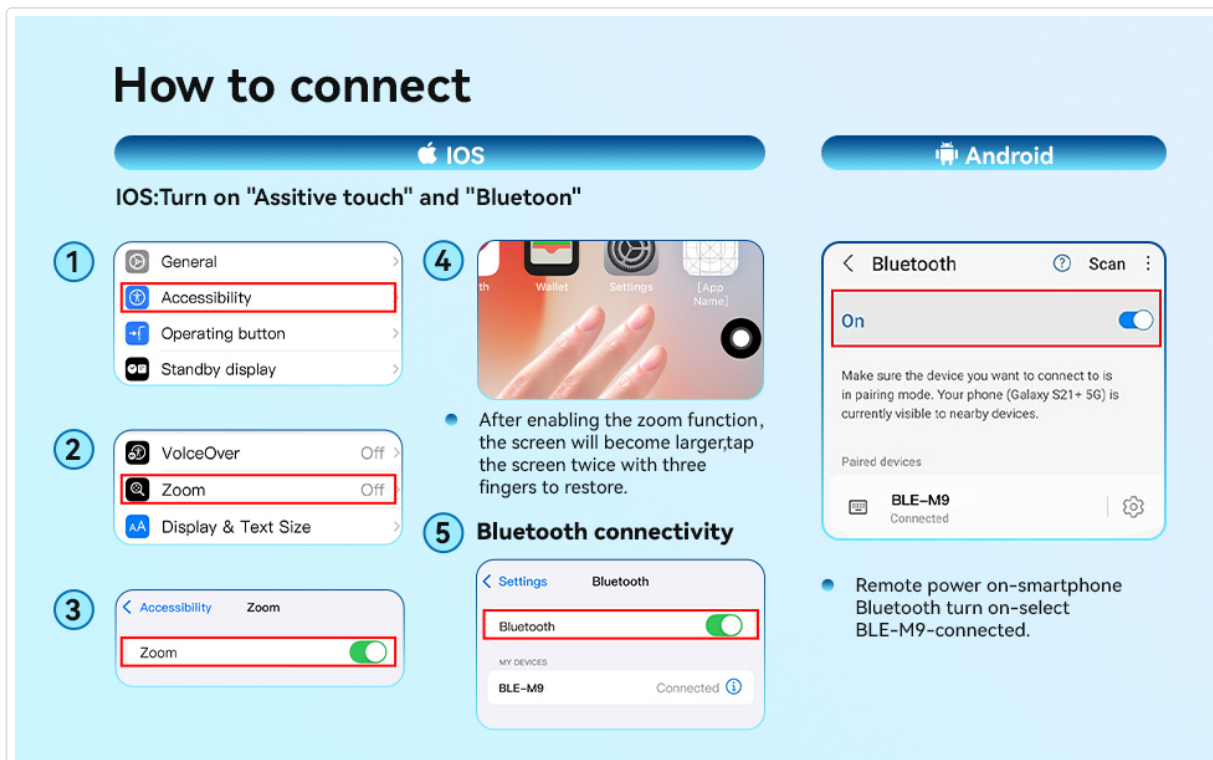 How to connect
IOS
IOS:Turn on "Assitive touch" and "Bluetoon"
1
General
Accessibility
Operating button
Standby display
2
VolceOver Off
Zoom Off
AA Display & Text Size
3
Accessibility Zoom
Zoom
4
th Wallet Settings [App
Name]
After enabling the zoom function,
the screen will become larger,tap
the screen twice with three
fingers to restore.
5 Bluetooth connectivity
Settings Bluetooth
Bluetooth
MY DEVICES
BLE-M9 Connected
Android
Bluetooth ? Scan
On
Make sure the device you want to connect to is
in pairing mode. Your phone (Galaxy S21+ 5G) is
currently visible to nearby devices.
Paired devices
BLE-M9
Connected
Remote power on-smartphone
Bluetooth turn on-select
BLE-M9-connected.